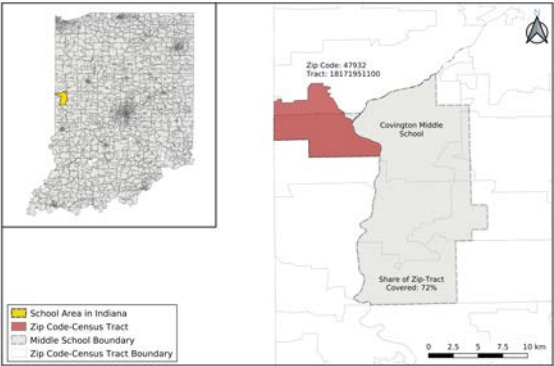 N
Zip Code: 47932
Tract: 18171951100
Covington Middle
School
Share of Zip-Tract
Covered: 72%
School Area in Indiana
Zip Code-Census Tract
Middle School Boundary
Zip Code-Census Tract Boundary
0 2.5 5 7.5 10 km